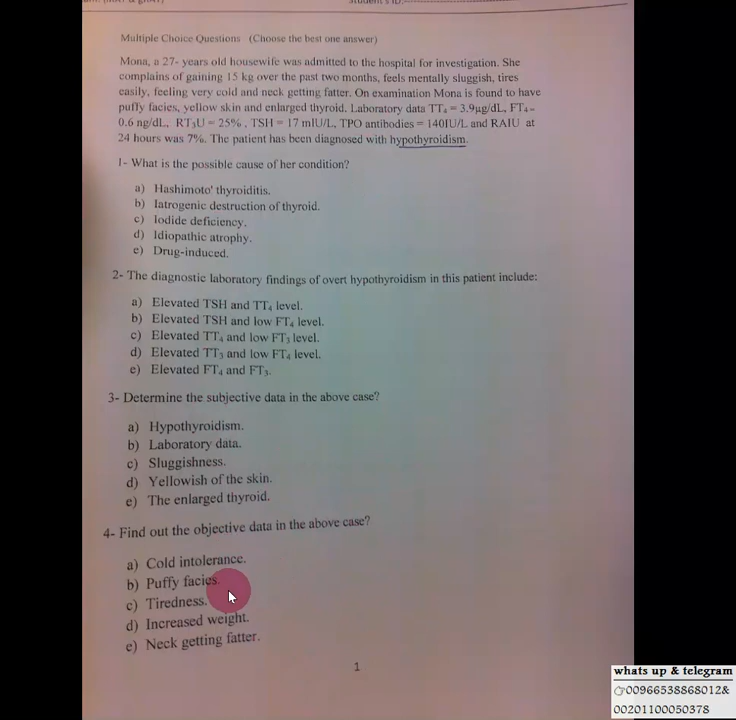 Multiple Choice Questions (Choose the best one answer)
Mona, a 27- years old housewife was admitted to the hospital for investigation. She
complains of gaining 15 kg over the past two months, feels mentally sluggish, tires
easily, feeling very cold and neck getting fatter. On examination Mona is found to have
puffy facies, yellow skin and enlarged thyroid. Laboratory data TT₄ = 3.9µg/dL, FT₄=
0.6 ng/dL, RT₃U = 25% , TSH = 17 mIU/L, TPO antibodies = 140IU/L and RAIU at
24 hours was 7%. The patient has been diagnosed with hypothyroidism.
1- What is the possible cause of her condition?
a) Hashimoto' thyroiditis.
b) Iatrogenic destruction of thyroid.
c) Iodide deficiency.
d) Idiopathic atrophy.
e) Drug-induced.
2- The diagnostic laboratory findings of overt hypothyroidism in this patient include:
a) Elevated TSH and TT₄ level.
b) Elevated TSH and low FT₄ level.
c) Elevated TT₄ and low FT₃ level.
d) Elevated TT₃ and low FT₄ level.
e) Elevated FT₄ and FT₃.
3- Determine the subjective data in the above case?
a) Hypothyroidism.
b) Laboratory data.
c) Sluggishness.
d) Yellowish of the skin.
e) The enlarged thyroid.
4- Find out the objective data in the above case?
a) Cold intolerance.
b) Puffy facies.
c) Tiredness.
d) Increased weight.
e) Neck getting fatter.
1
whats up & telegram
00966538868012&
00201100050378